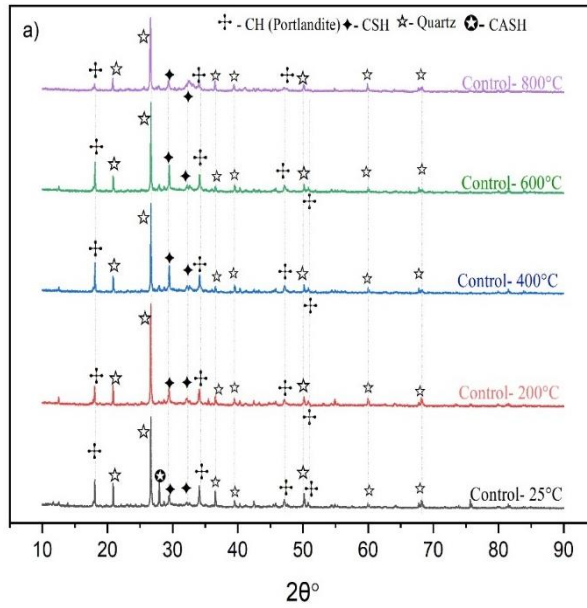 a)
- CH (Portlandite) - CSH - Quartz - CASH
Control- 800°C
Control- 600°C
Control- 400°C
Control- 200°C
Control- 25°C
10 20 30 40 50 60 70 80 90
2θ°